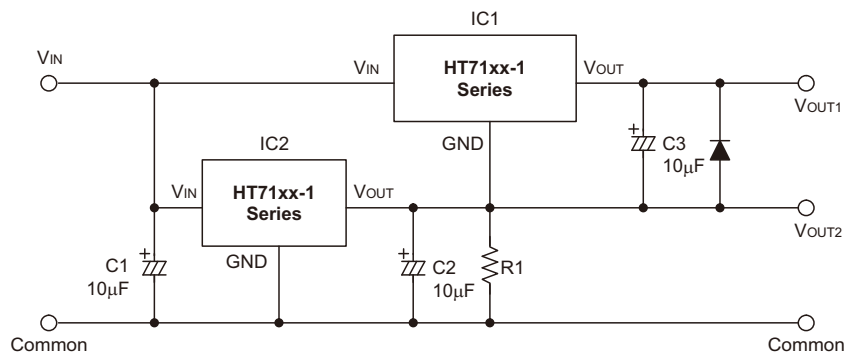 IC1
VIN
VIN
HT71xx-1
Series
VOUT
VOUT1
GND
C3
10μF
IC2
VIN
HT71xx-1
Series
VOUT
VOUT2
GND
C1
10μF
C2
10μF
R1
Common
Common